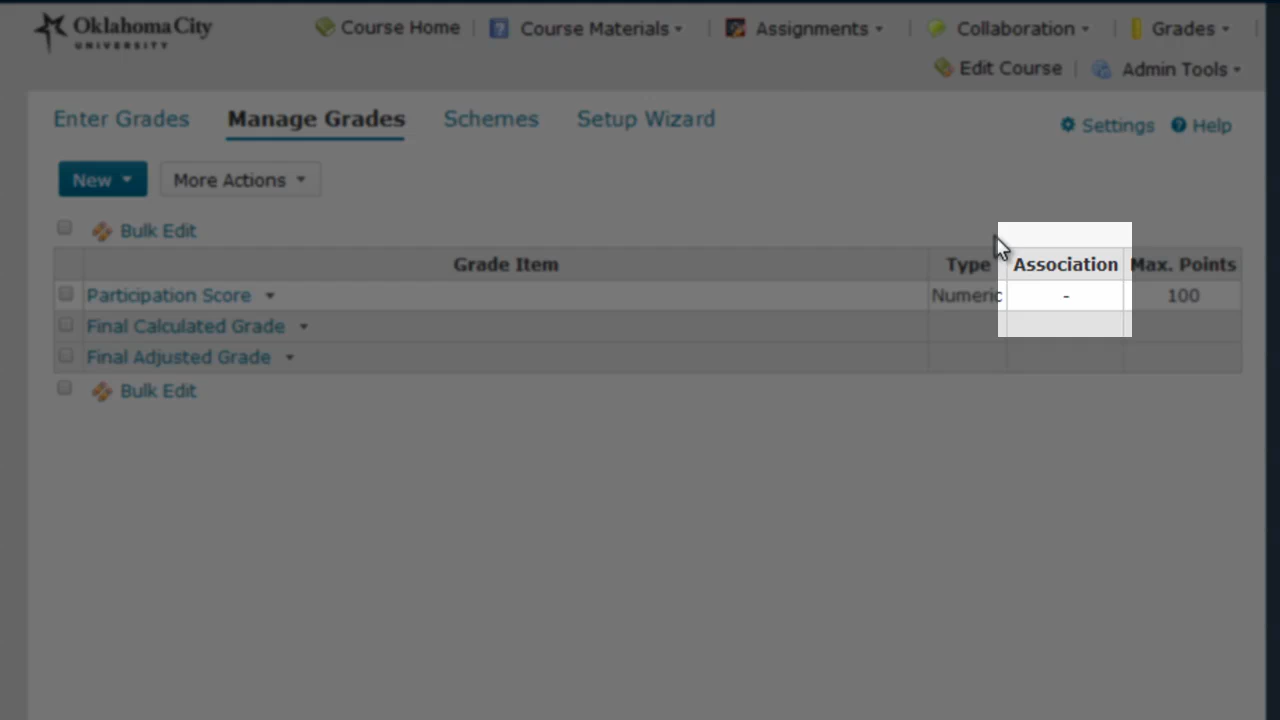 Oklahoma City
UNIVERSITY
Course Home
Course Materials
Assignments
Collaboration
Grades
Edit Course
Admin Tools
Enter Grades
Manage Grades
Schemes
Setup Wizard
Settings
Help
New
More Actions
Bulk Edit
Grade Item Type Association Max. Points
Participation Score Numeric - 100
Final Calculated Grade
Final Adjusted Grade
Bulk Edit